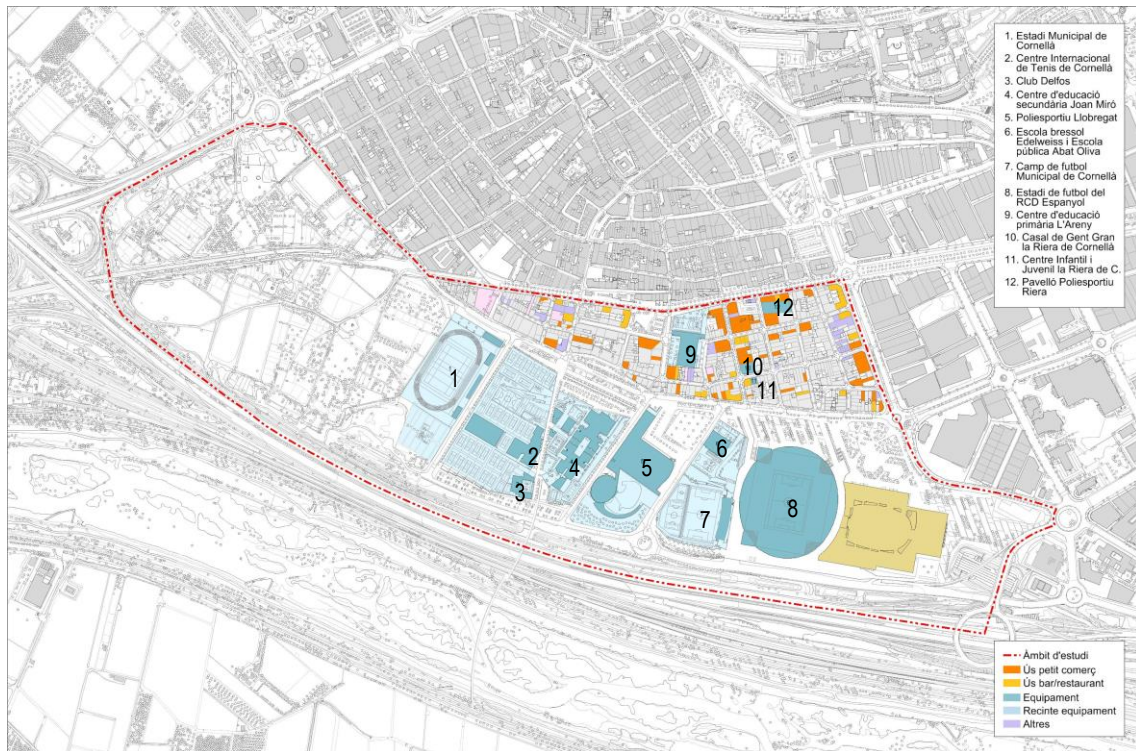 1. Estadi Municipal de
Cornellà
2. Centre Internacional
de Tenis de Cornellà
3. Club Delfos
4. Centre d'educació
secundària Joan Miró
5. Poliesportiu Llobregat
6. Escola bressol
Edelweiss i Escola
pública Abat Oliva
7. Camp de futbol
Municipal de Cornellà
8. Estadi de futbol del
RCD Espanyol
9. Centre d'educació
primària L'Areny
10. Casal de Gent Gran
la Riera de Cornellà
11. Centre Infantil i
Juvenil la Riera de C.
12. Pavelló Poliesportiu
Riera
12
9
10
11
1
2
3
4
5
6
7
8
Àmbit d'estudi
Ús petit comerç
Ús bar/restaurant
Equipament
Recinte equipament
Altres